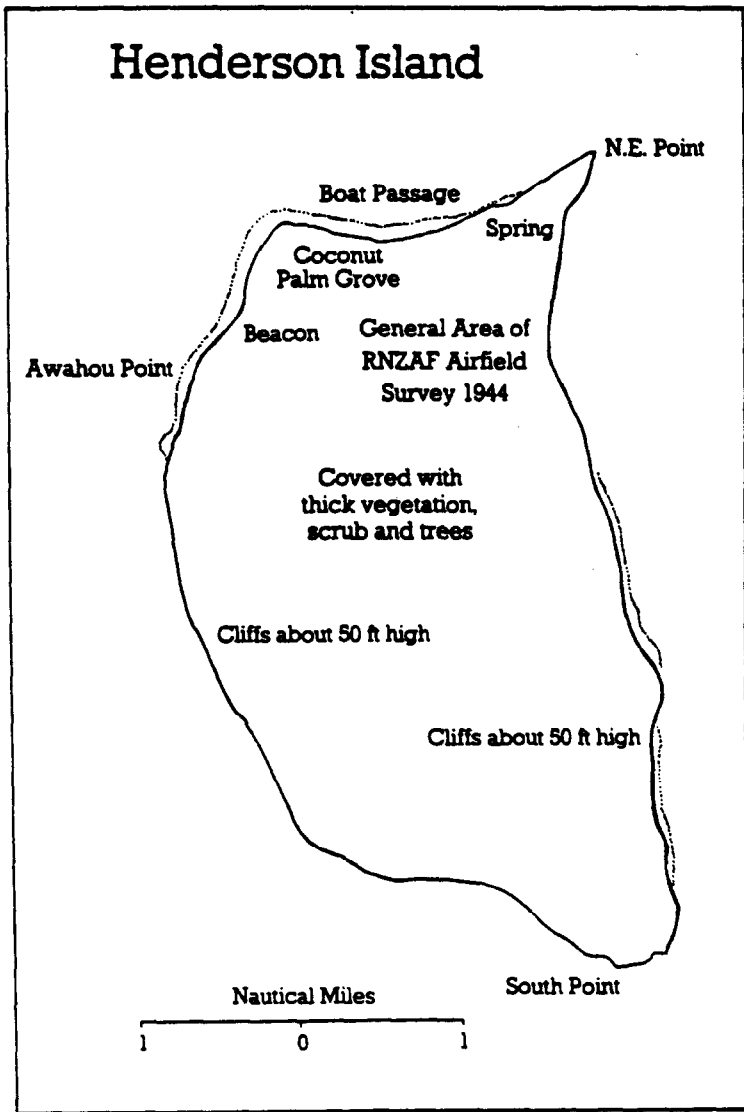 Henderson Island
N.E. Point
Boat Passage
Spring
Coconut
Palm Grove
Beacon
General Area of
RNZAF Airfield
Survey 1944
Awahou Point
Covered with
thick vegetation,
scrub and trees
Cliffs about 50 ft high
Cliffs about 50 ft high
South Point
Nautical Miles
1 0 1